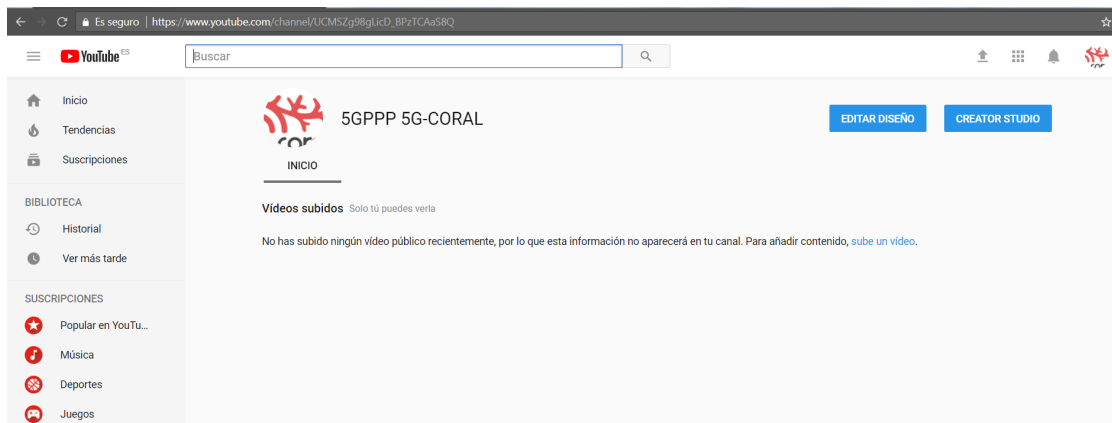 Es seguro | https://www.youtube.com/channel/UCMSZg98gLicD_BPzTCAaS8Q
YouTube ES
Buscar
Inicio
Tendencias
Suscripciones
BIBLIOTECA
Historial
Ver más tarde
SUSCRIPCIONES
Popular en YouTu...
Música
Deportes
Juegos
cor
5GPPP 5G-CORAL
EDITAR DISEÑO
CREATOR STUDIO
INICIO
Vídeos subidos Solo tú puedes verla
No has subido ningún vídeo público recientemente, por lo que esta información no aparecerá en tu canal. Para añadir contenido, sube un vídeo.